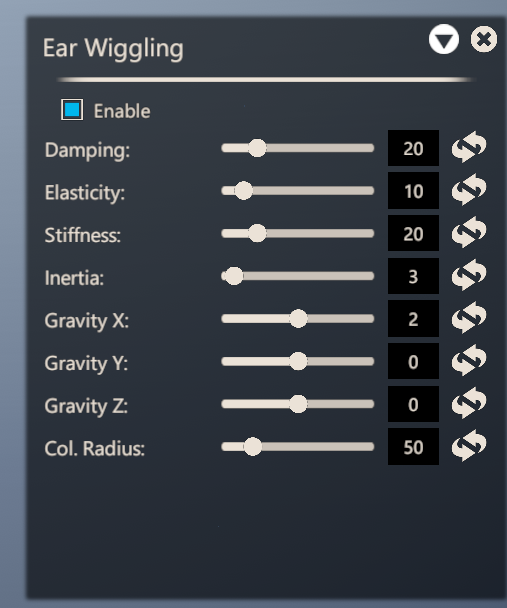 Ear Wiggling
Enable
Damping: 20
Elasticity: 10
Stiffness: 20
Inertia: 3
Gravity X: 2
Gravity Y: 0
Gravity Z: 0
Col. Radius: 50